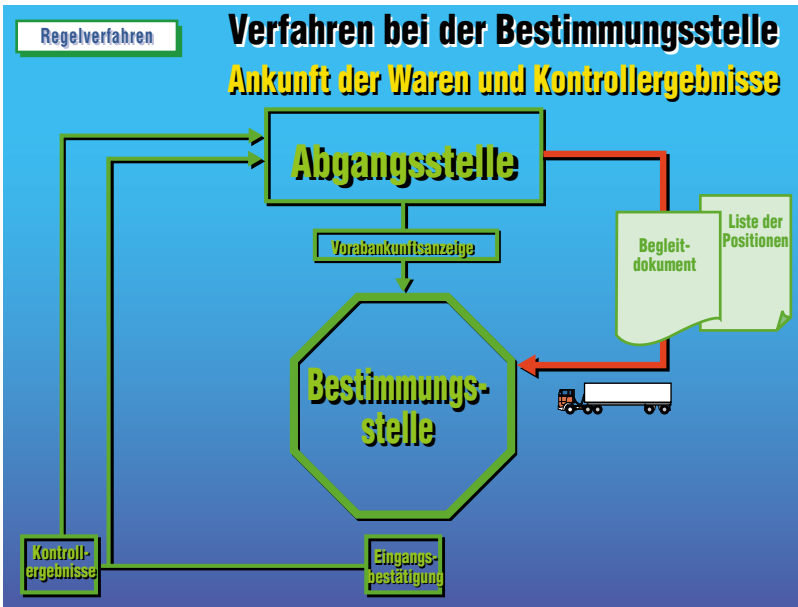 Regelverfahren
Verfahren bei der Bestimmungsstelle
Ankunft der Waren und Kontrollergebnisse
Abgangsstelle
Vorabankunftsanzeige
Begleit-
dokument
Liste der
Positionen
Bestimmungs-
stelle
Kontroll-
ergebnisse
Eingangs-
bestätigung